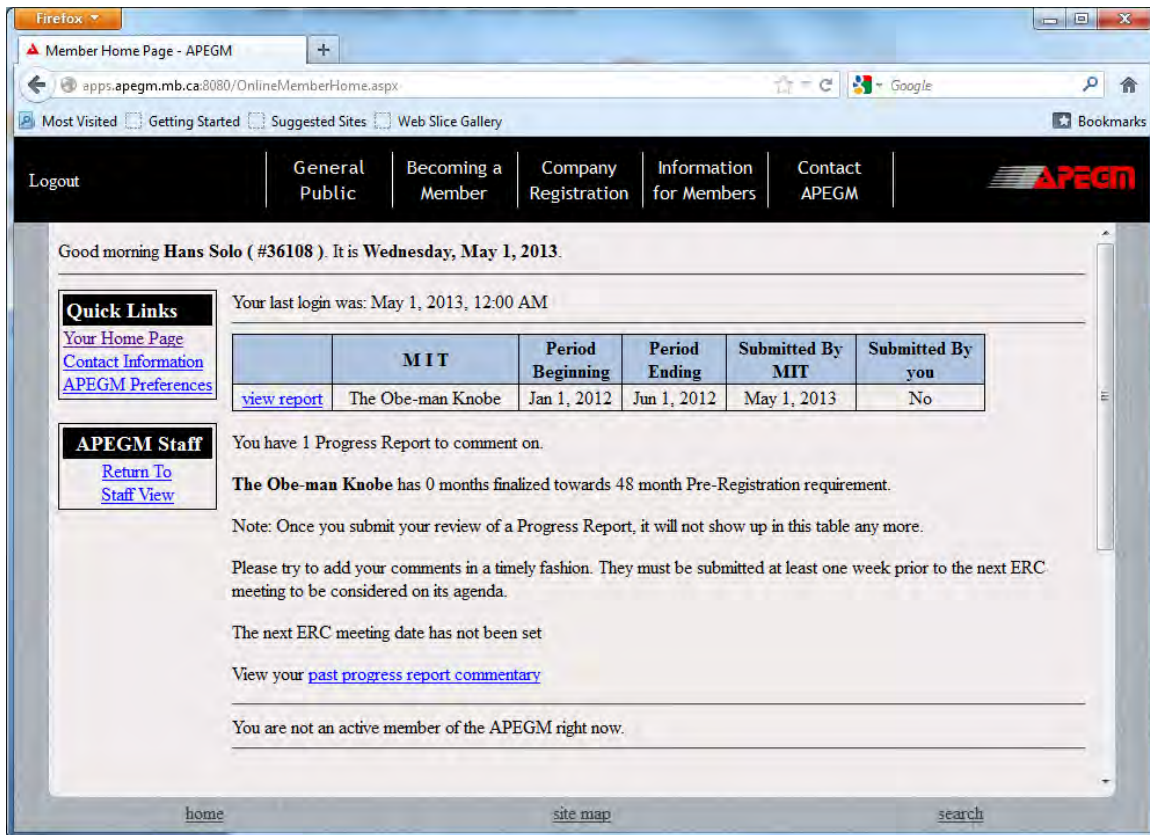 Firefox
Member Home Page - APEGM
apps.apegm.mb.ca:8080/OnlineMemberHome.aspx
Google
Most Visited Getting Started Suggested Sites Web Slice Gallery
Bookmarks
Logout
General Public
Becoming a Member
Company Registration
Information for Members
Contact APEGM
APEGM
Good morning Hans Solo ( #36108 ). It is Wednesday, May 1, 2013.
Quick Links
Your Home Page
Contact Information
APEGM Preferences
APEGM Staff
Return To
Staff View
Your last login was: May 1, 2013, 12:00 AM
M I T Period Beginning Period Ending Submitted By MIT Submitted By you
view report The Obe-man Knobe Jan 1, 2012 Jun 1, 2012 May 1, 2013 No
You have 1 Progress Report to comment on.
The Obe-man Knobe has 0 months finalized towards 48 month Pre-Registration requirement.
Note: Once you submit your review of a Progress Report, it will not show up in this table any more.
Please try to add your comments in a timely fashion. They must be submitted at least one week prior to the next ERC
meeting to be considered on its agenda.
The next ERC meeting date has not been set
View your past progress report commentary
You are not an active member of the APEGM right now.
home
site map
search